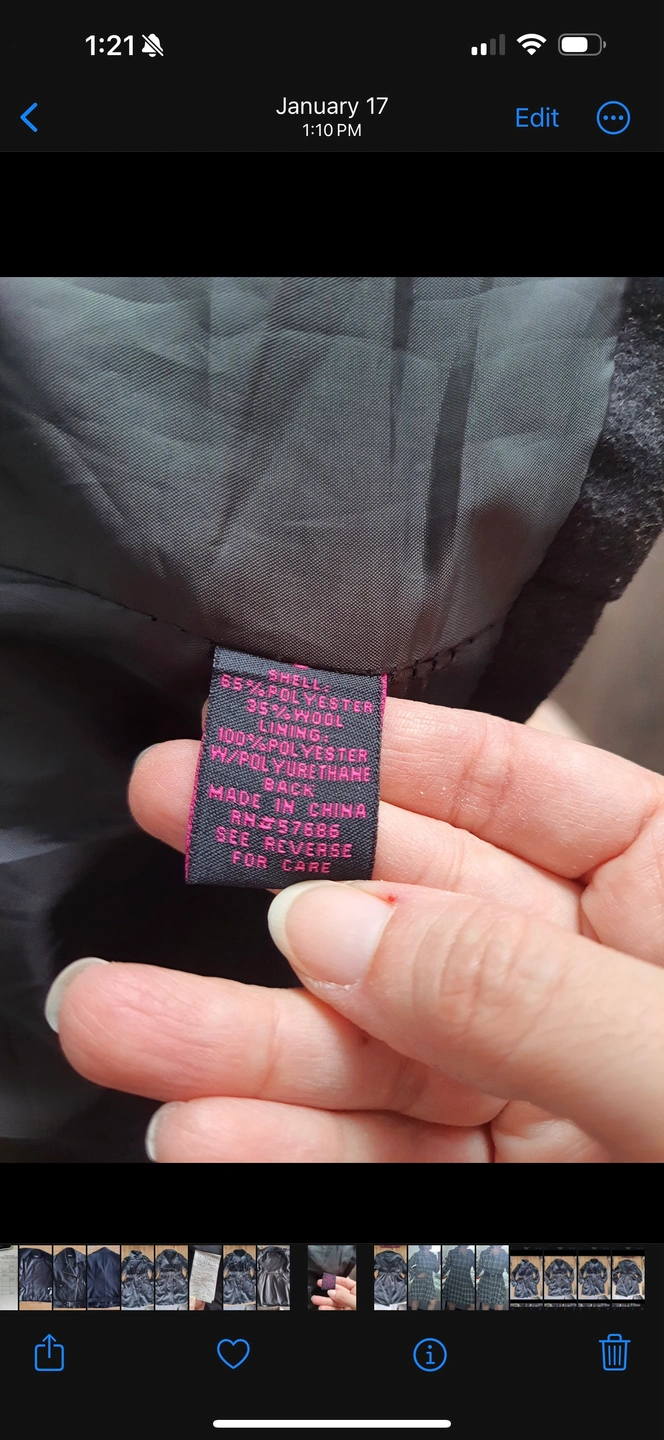 1:21
January 17
1:10 PM
Edit
SHELL:
65%POLYESTER
35%WOOL
LINING:
100%POLYESTER
W/POLYURETHANE
BACK
MADE IN CHINA
RN#57686
SEE REVERSE
FOR CARE